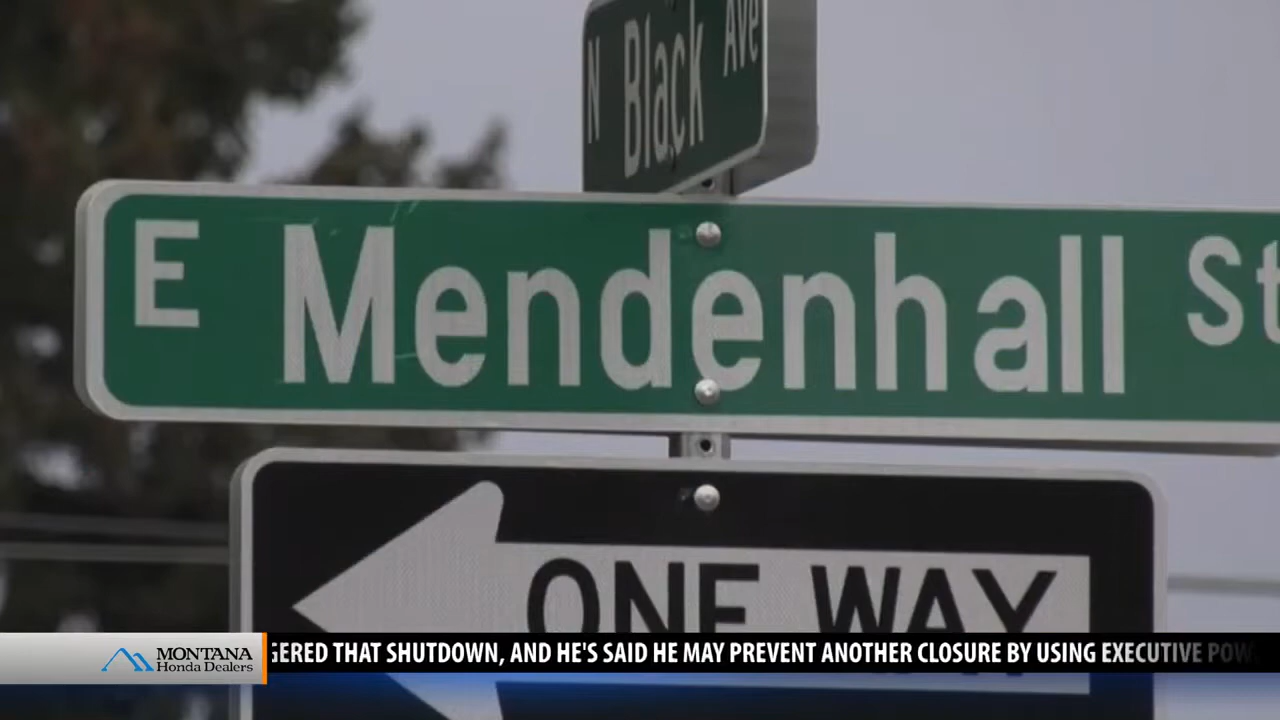 N Black Ave
E Mendenhall St
ONE WAY
MONTANA
Honda Dealers
GERED THAT SHUTDOWN, AND HE'S SAID HE MAY PREVENT ANOTHER CLOSURE BY USING EXECUTIVE POW